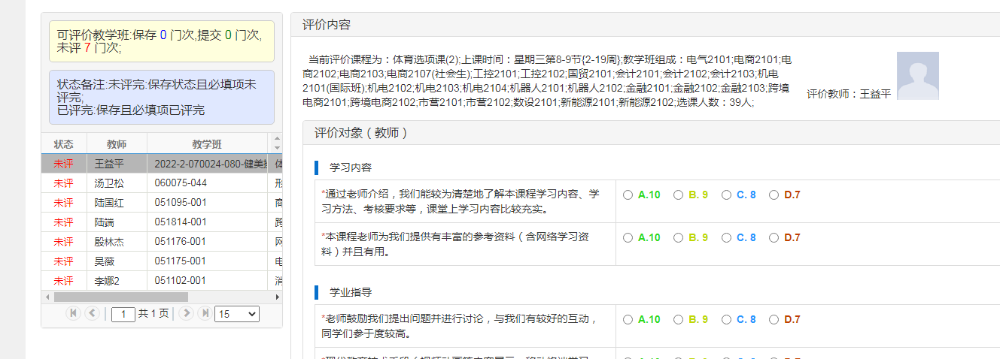 可评价教学班:保存 0 门次,提交 0 门次,
未评 7 门次;
状态备注:未评完:保存状态且必填项未
评完;
已评完:保存且必填项已评完
状态 教师 教学班
未评 王益平 2022-2-070024-080-健美操 体
未评 汤卫松 060075-044 形
未评 陆国红 051095-001 商
未评 陆端 051814-001 跨
未评 殷林杰 051176-001 网
未评 吴薇 051175-001 电
未评 李娜2 051102-001 消
1 共 1 页 15
评价内容
当前评价课程为：体育选项课(2);上课时间：星期三第8-9节{2-19周};教学班组成：电气2101;电商2101;电
商2102;电商2103;电商2107(社会生);工控2101;工控2102;国贸2101;会计2101;会计2102;会计2103;机电
2101(国际班);机电2102;机电2103;机电2104;机器人2101;机器人2102;金融2101;金融2102;金融2103;跨境
电商2101;跨境电商2102;市营2101;市营2102;数设2101;新能源2101;新能源2102;选课人数：39人;
评价教师：王益平
评价对象（教师）
学习内容
*通过老师介绍，我们能较为清楚地了解本课程学习内容、学
习方法、考核要求等，课堂上学习内容比较充实。
A.10 B. 9 C. 8 D.7
*本课程老师为我们提供有丰富的参考资料（含网络学习资
料）并且有用。
A.10 B. 9 C. 8 D.7
学业指导
*老师鼓励我们提出问题并进行讨论，与我们有较好的互动，
同学们参于度较高。
A.10 B. 9 C. 8 D.7